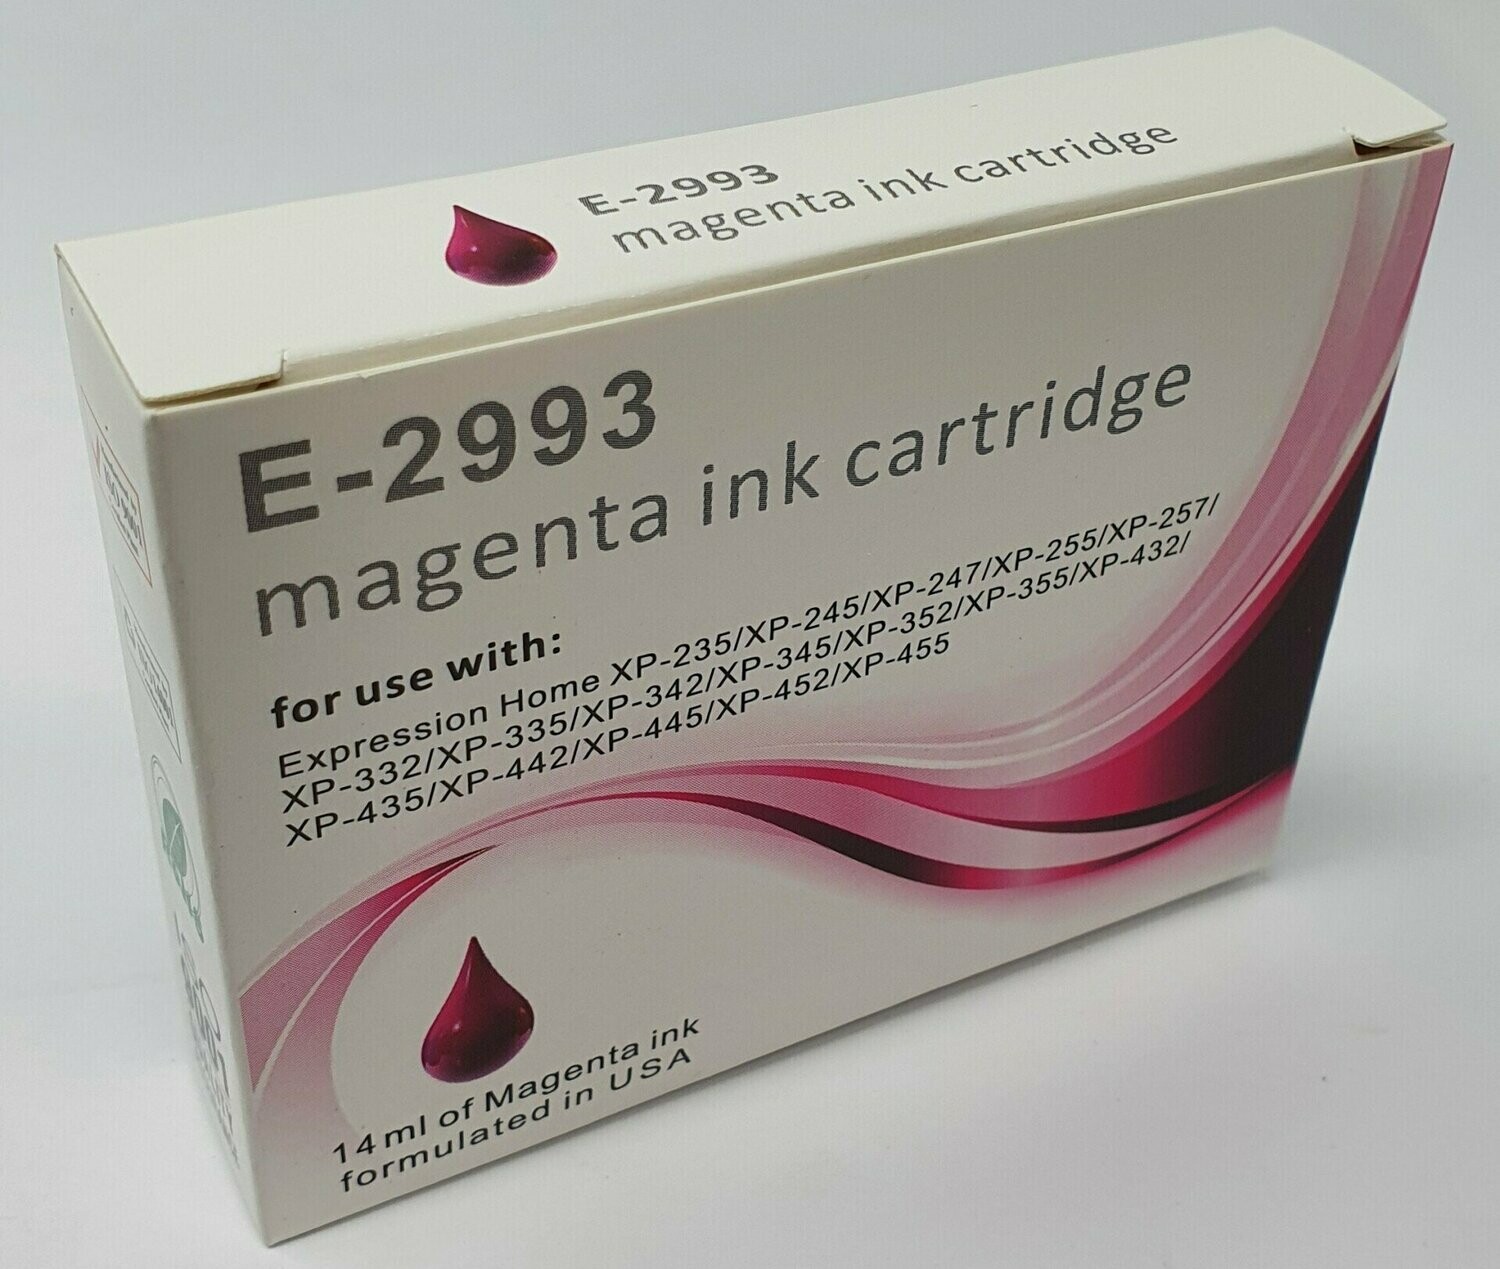 E-2993
magenta ink cartridge
E-2993
magenta ink cartridge
for use with:
Expression Home XP-235/XP-245/XP-247/XP-255/XP-257/
XP-332/XP-335/XP-342/XP-345/XP-352/XP-355/XP-432/
XP-435/XP-442/XP-445/XP-452/XP-455
14ml of Magenta ink
formulated in USA